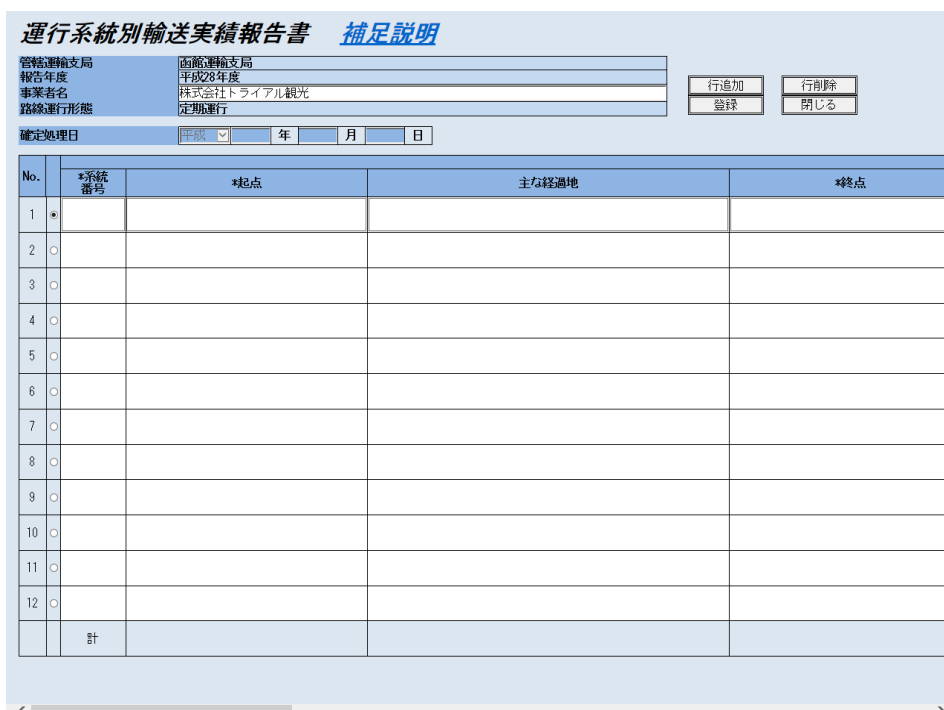 運行系統別輸送実績報告書 補足説明
管轄運輸支局 函館運輸支局
報告年度 平成28年度
事業者名 株式会社トライアル観光
路線運行形態 定期運行
行追加 行削除
登録 閉じる
確定処理日 平成 年 月 日
No. *系統番号 *起点 主な経過地 *終点
1
2
3
4
5
6
7
8
9
10
11
12
計